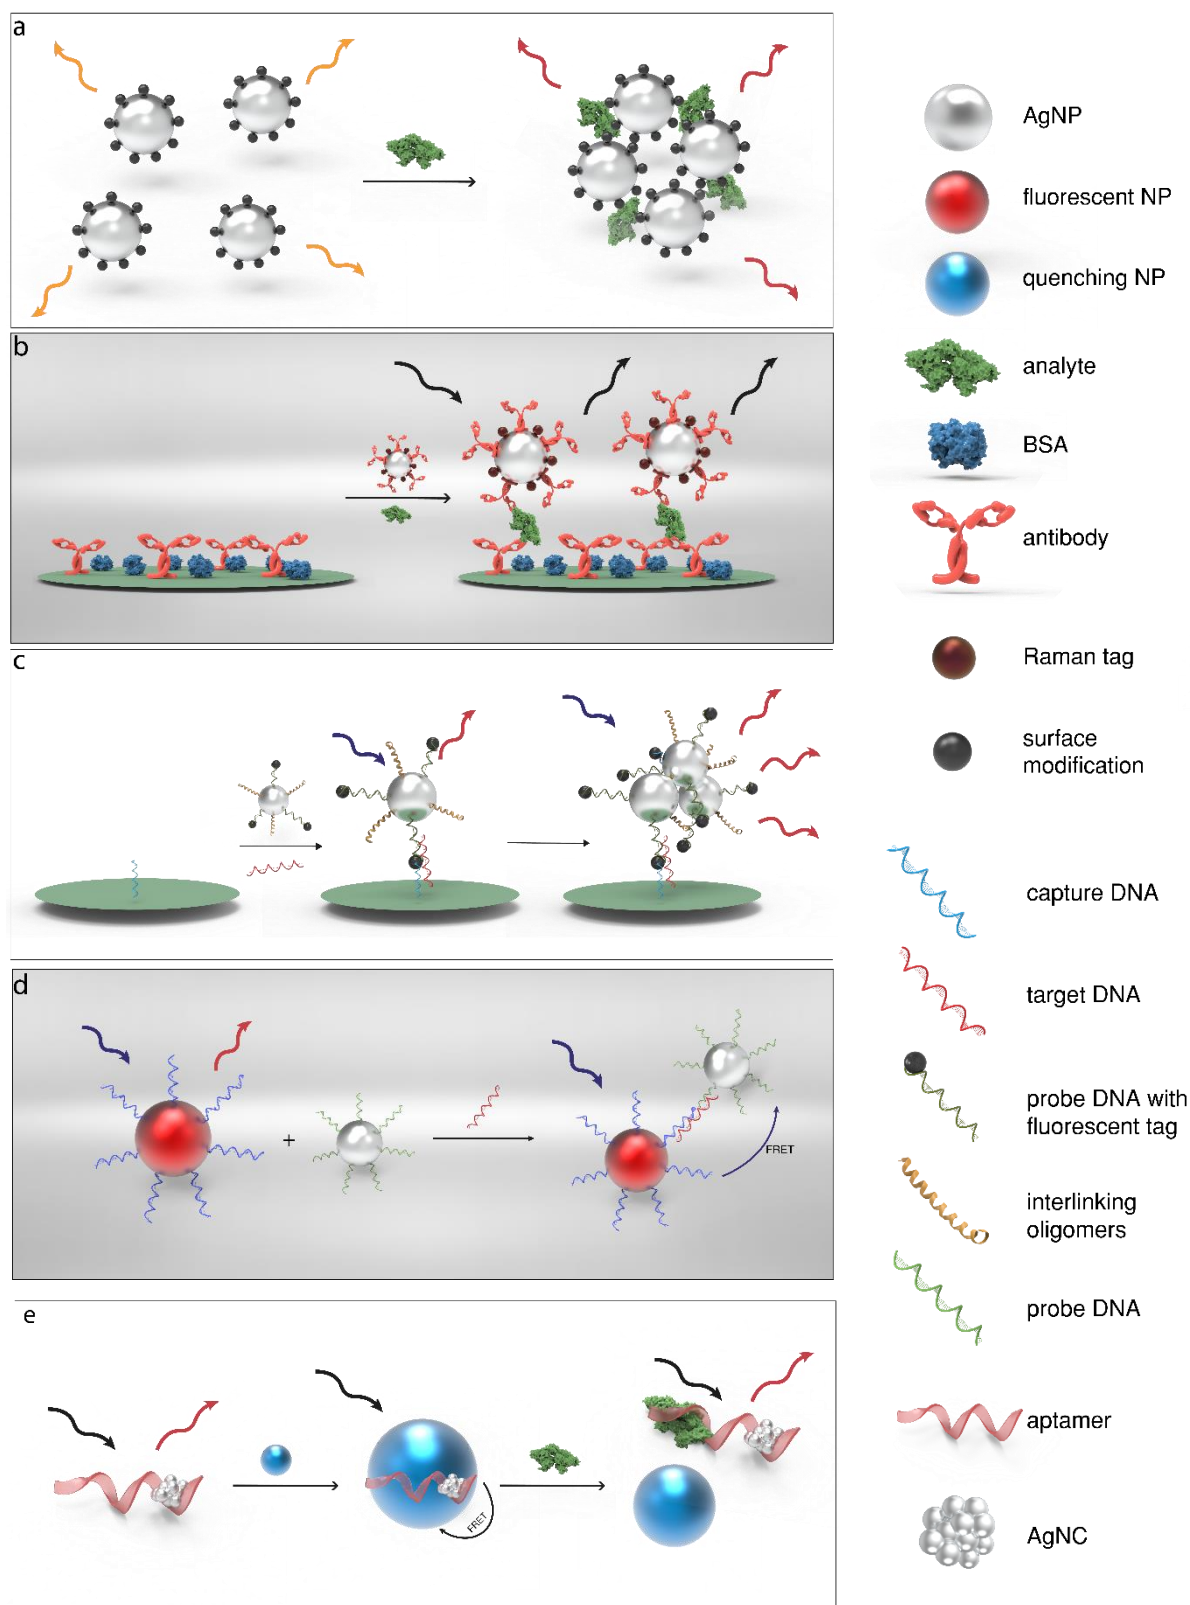 a
b
c
d
+
FRET
e
FRET
AgNP
fluorescent NP
quenching NP
analyte
BSA
antibody
Raman tag
surface
modification
capture DNA
target DNA
probe DNA with
fluorescent tag
interlinking
oligomers
probe DNA
aptamer
AgNC